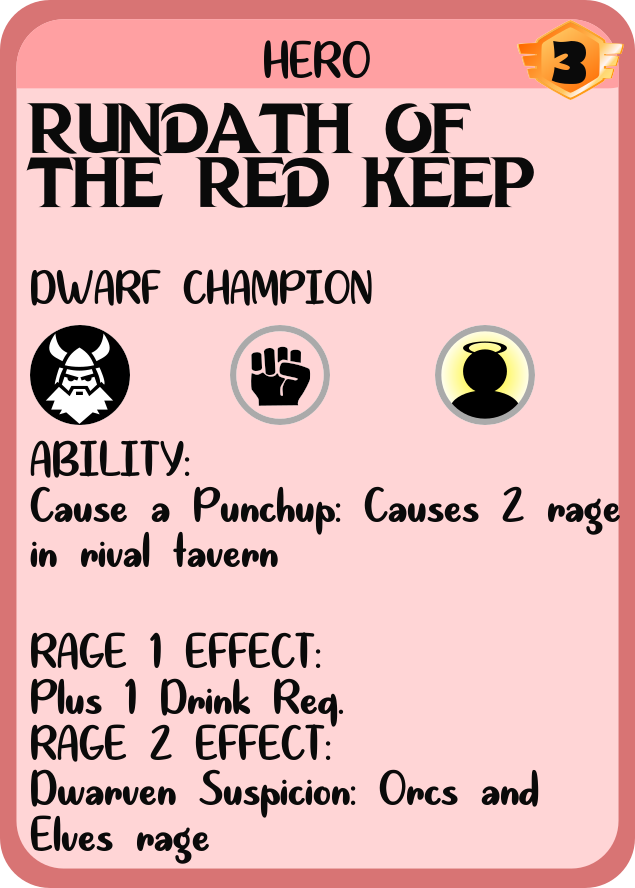 HERO
3
RUNDATH OF
THE RED KEEP
DWARF CHAMPION
ABILITY:
Cause a Punchup: Causes 2 rage
in rival tavern
RAGE 1 EFFECT:
Plus 1 Drink Req.
RAGE 2 EFFECT:
Dwarven Suspicion: Orcs and
Elves rage